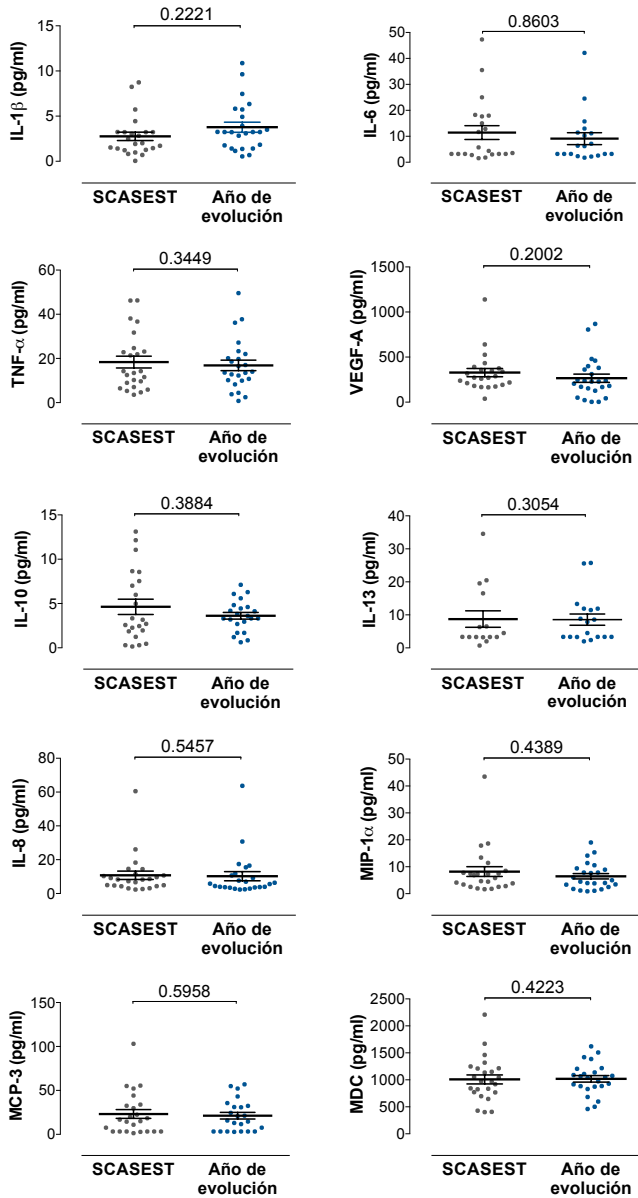 0.2221
IL-1β (pg/ml)
15
10
5
0
SCASEST
Año de
evolución
0.8603
IL-6 (pg/ml)
50
40
30
20
10
0
SCASEST
Año de
evolución
0.3449
TNF-α (pg/ml)
60
40
20
0
SCASEST
Año de
evolución
0.2002
VEGF-A (pg/ml)
1500
1000
500
0
SCASEST
Año de
evolución
0.3884
IL-10 (pg/ml)
15
10
5
0
SCASEST
Año de
evolución
0.3054
IL-13 (pg/ml)
40
30
20
10
0
SCASEST
Año de
evolución
0.5457
IL-8 (pg/ml)
80
60
40
20
0
SCASEST
Año de
evolución
0.4389
MIP-1α (pg/ml)
50
40
30
20
10
0
SCASEST
Año de
evolución
0.5958
MCP-3 (pg/ml)
150
100
50
0
SCASEST
Año de
evolución
0.4223
MDC (pg/ml)
2500
2000
1500
1000
500
0
SCASEST
Año de
evolución